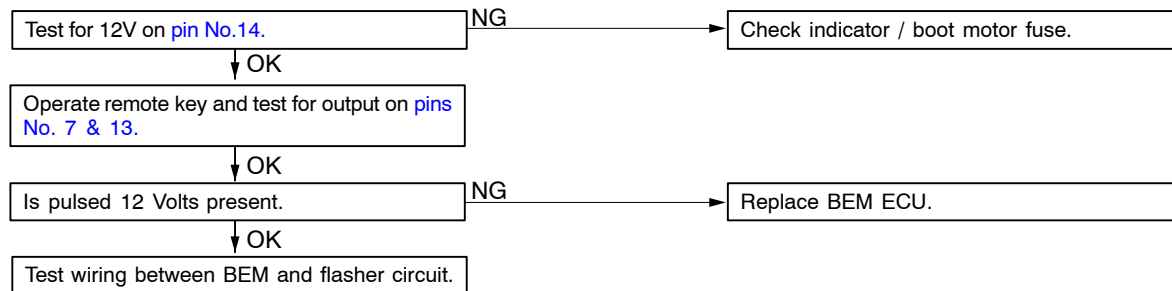 Test for 12V on pin No.14.
NG
Check indicator / boot motor fuse.
OK
Operate remote key and test for output on pins
No. 7 & 13.
OK
Is pulsed 12 Volts present.
NG
Replace BEM ECU.
OK
Test wiring between BEM and flasher circuit.